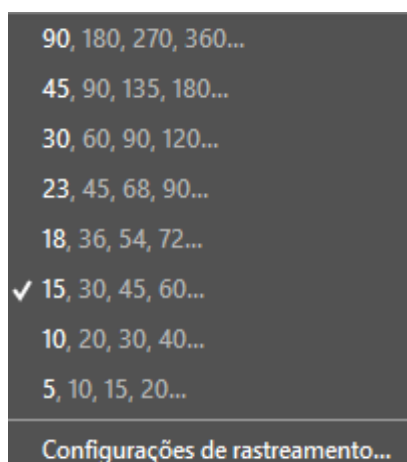 90, 180, 270, 360...
45, 90, 135, 180...
30, 60, 90, 120...
23, 45, 68, 90...
18, 36, 54, 72...
15, 30, 45, 60...
10, 20, 30, 40...
5, 10, 15, 20...
Configurações de rastreamento...